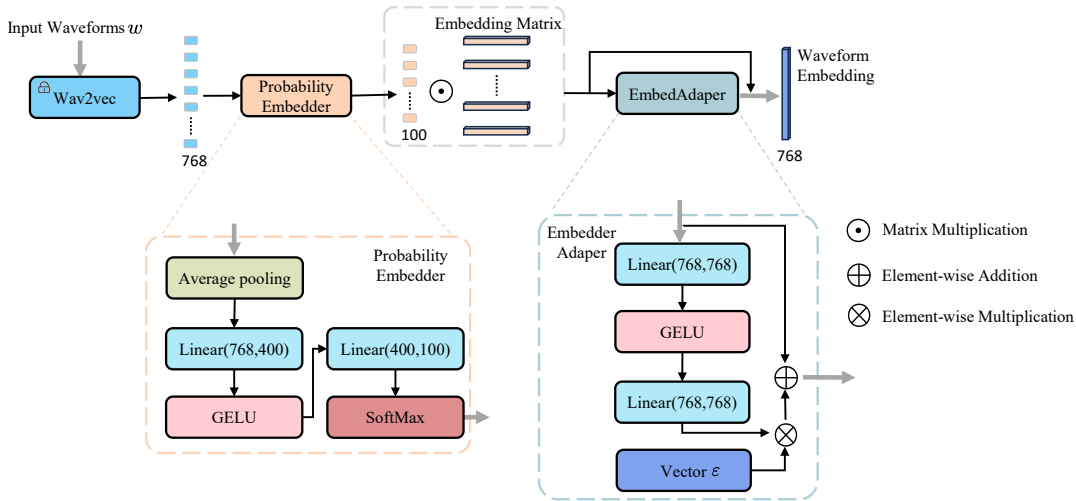 Input Waveforms w
Wav2vec
768
Probability
Embedder
Embedding Matrix
100
EmbedAdaper
Waveform
Embedding
768
Probability
Embedder
Average pooling
Linear(768,400)
GELU
Linear(400,100)
SoftMax
Embedder
Adaper
Linear(768,768)
GELU
Linear(768,768)
Vector ε
Matrix Multiplication
Element-wise Addition
Element-wise Multiplication